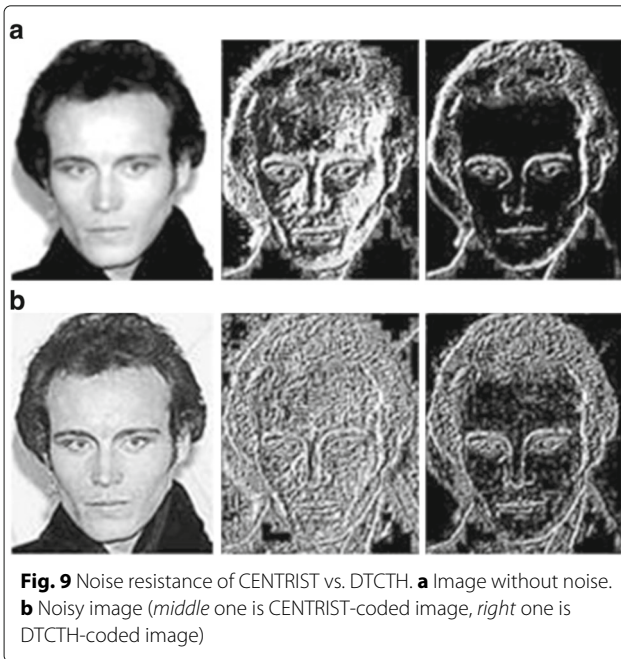 a
b
Fig. 9 Noise resistance of CENTRIST vs. DTCTH. a Image without noise.
b Noisy image (middle one is CENTRIST-coded image, right one is
DTCTH-coded image)